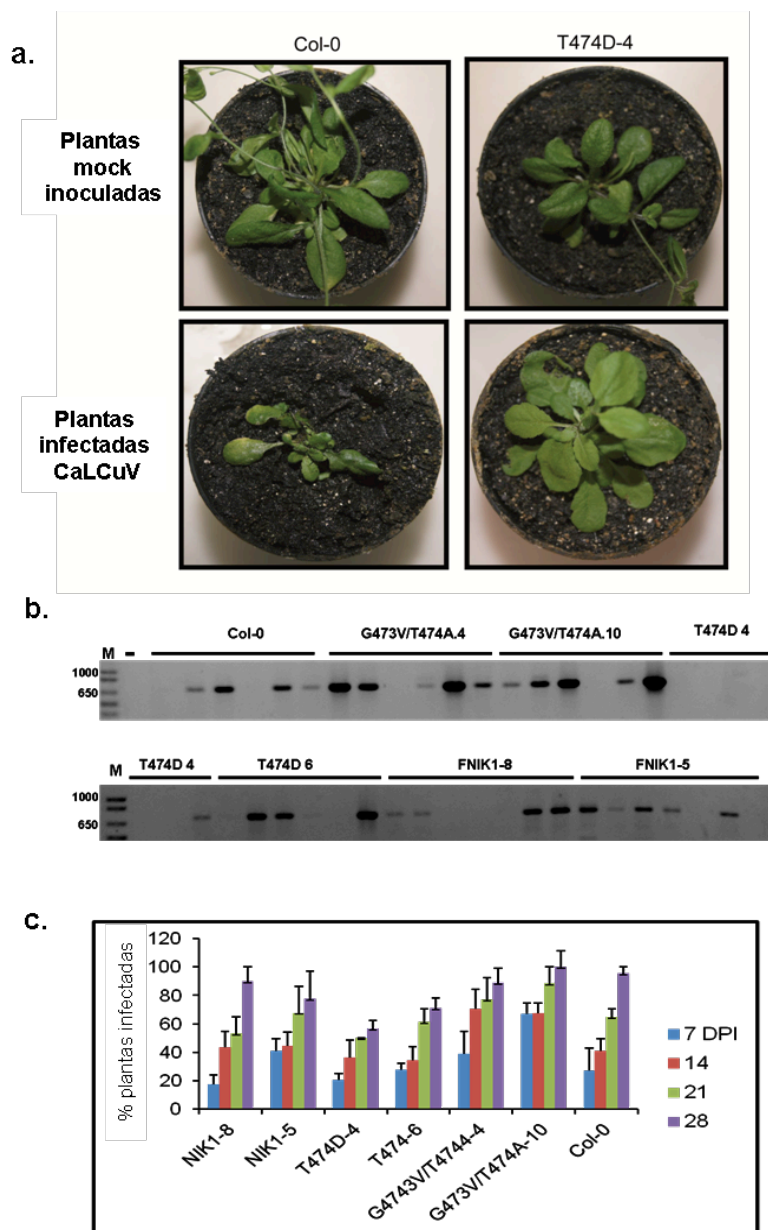 a.
Col-0 T474D-4
Plantas
mock
inoculadas
Plantas
infectadas
CaLCuV
b.
M - Col-0 G473V/T474A.4 G473V/T474A.10 T474D 4
1000
650
M T474D 4 T474D 6 FNIK1-8 FNIK1-5
1000
650
c.
% plantas infectadas
120
100
80
60
40
20
0
NIK1-8
NIK1-5
T474D-4
T474-6
G4743V/T4744-4
G473V/T474A-10
Col-0
7 DPI
14
21
28